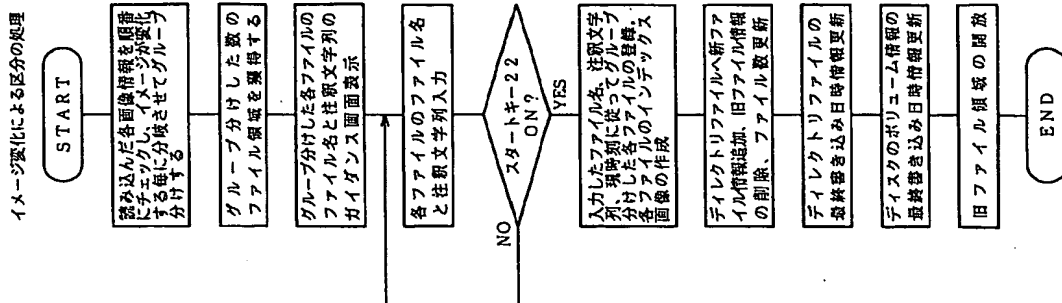 イメージ変化による区分の処理
START
読み込んだ各画像情報を順番
にチェックし、イメージが変化
する毎に分岐させてグループ
分けする
グループ分けした数の
ファイル領域を獲得する
グループ分けした各ファイルの
ファイル名と注釈文字列の
ガイダンス画面表示
各ファイルのファイル名
と注釈文字列入力
スタートキー22
ON?
NO
YES
入力したファイル名、注釈文字
列、現時刻に従ってグループ
分けした各ファイルの登録、
各ファイルのインデックス
画像の作成
ディレクトリファイルへ新ファ
イル情報追加、旧ファイル情報
の削除、ファイル数更新
ディレクトリファイルの
最終書き込み日時情報更新
ディスクのボリューム情報の
最終書き込み日時情報更新
旧ファイル領域の開放
END